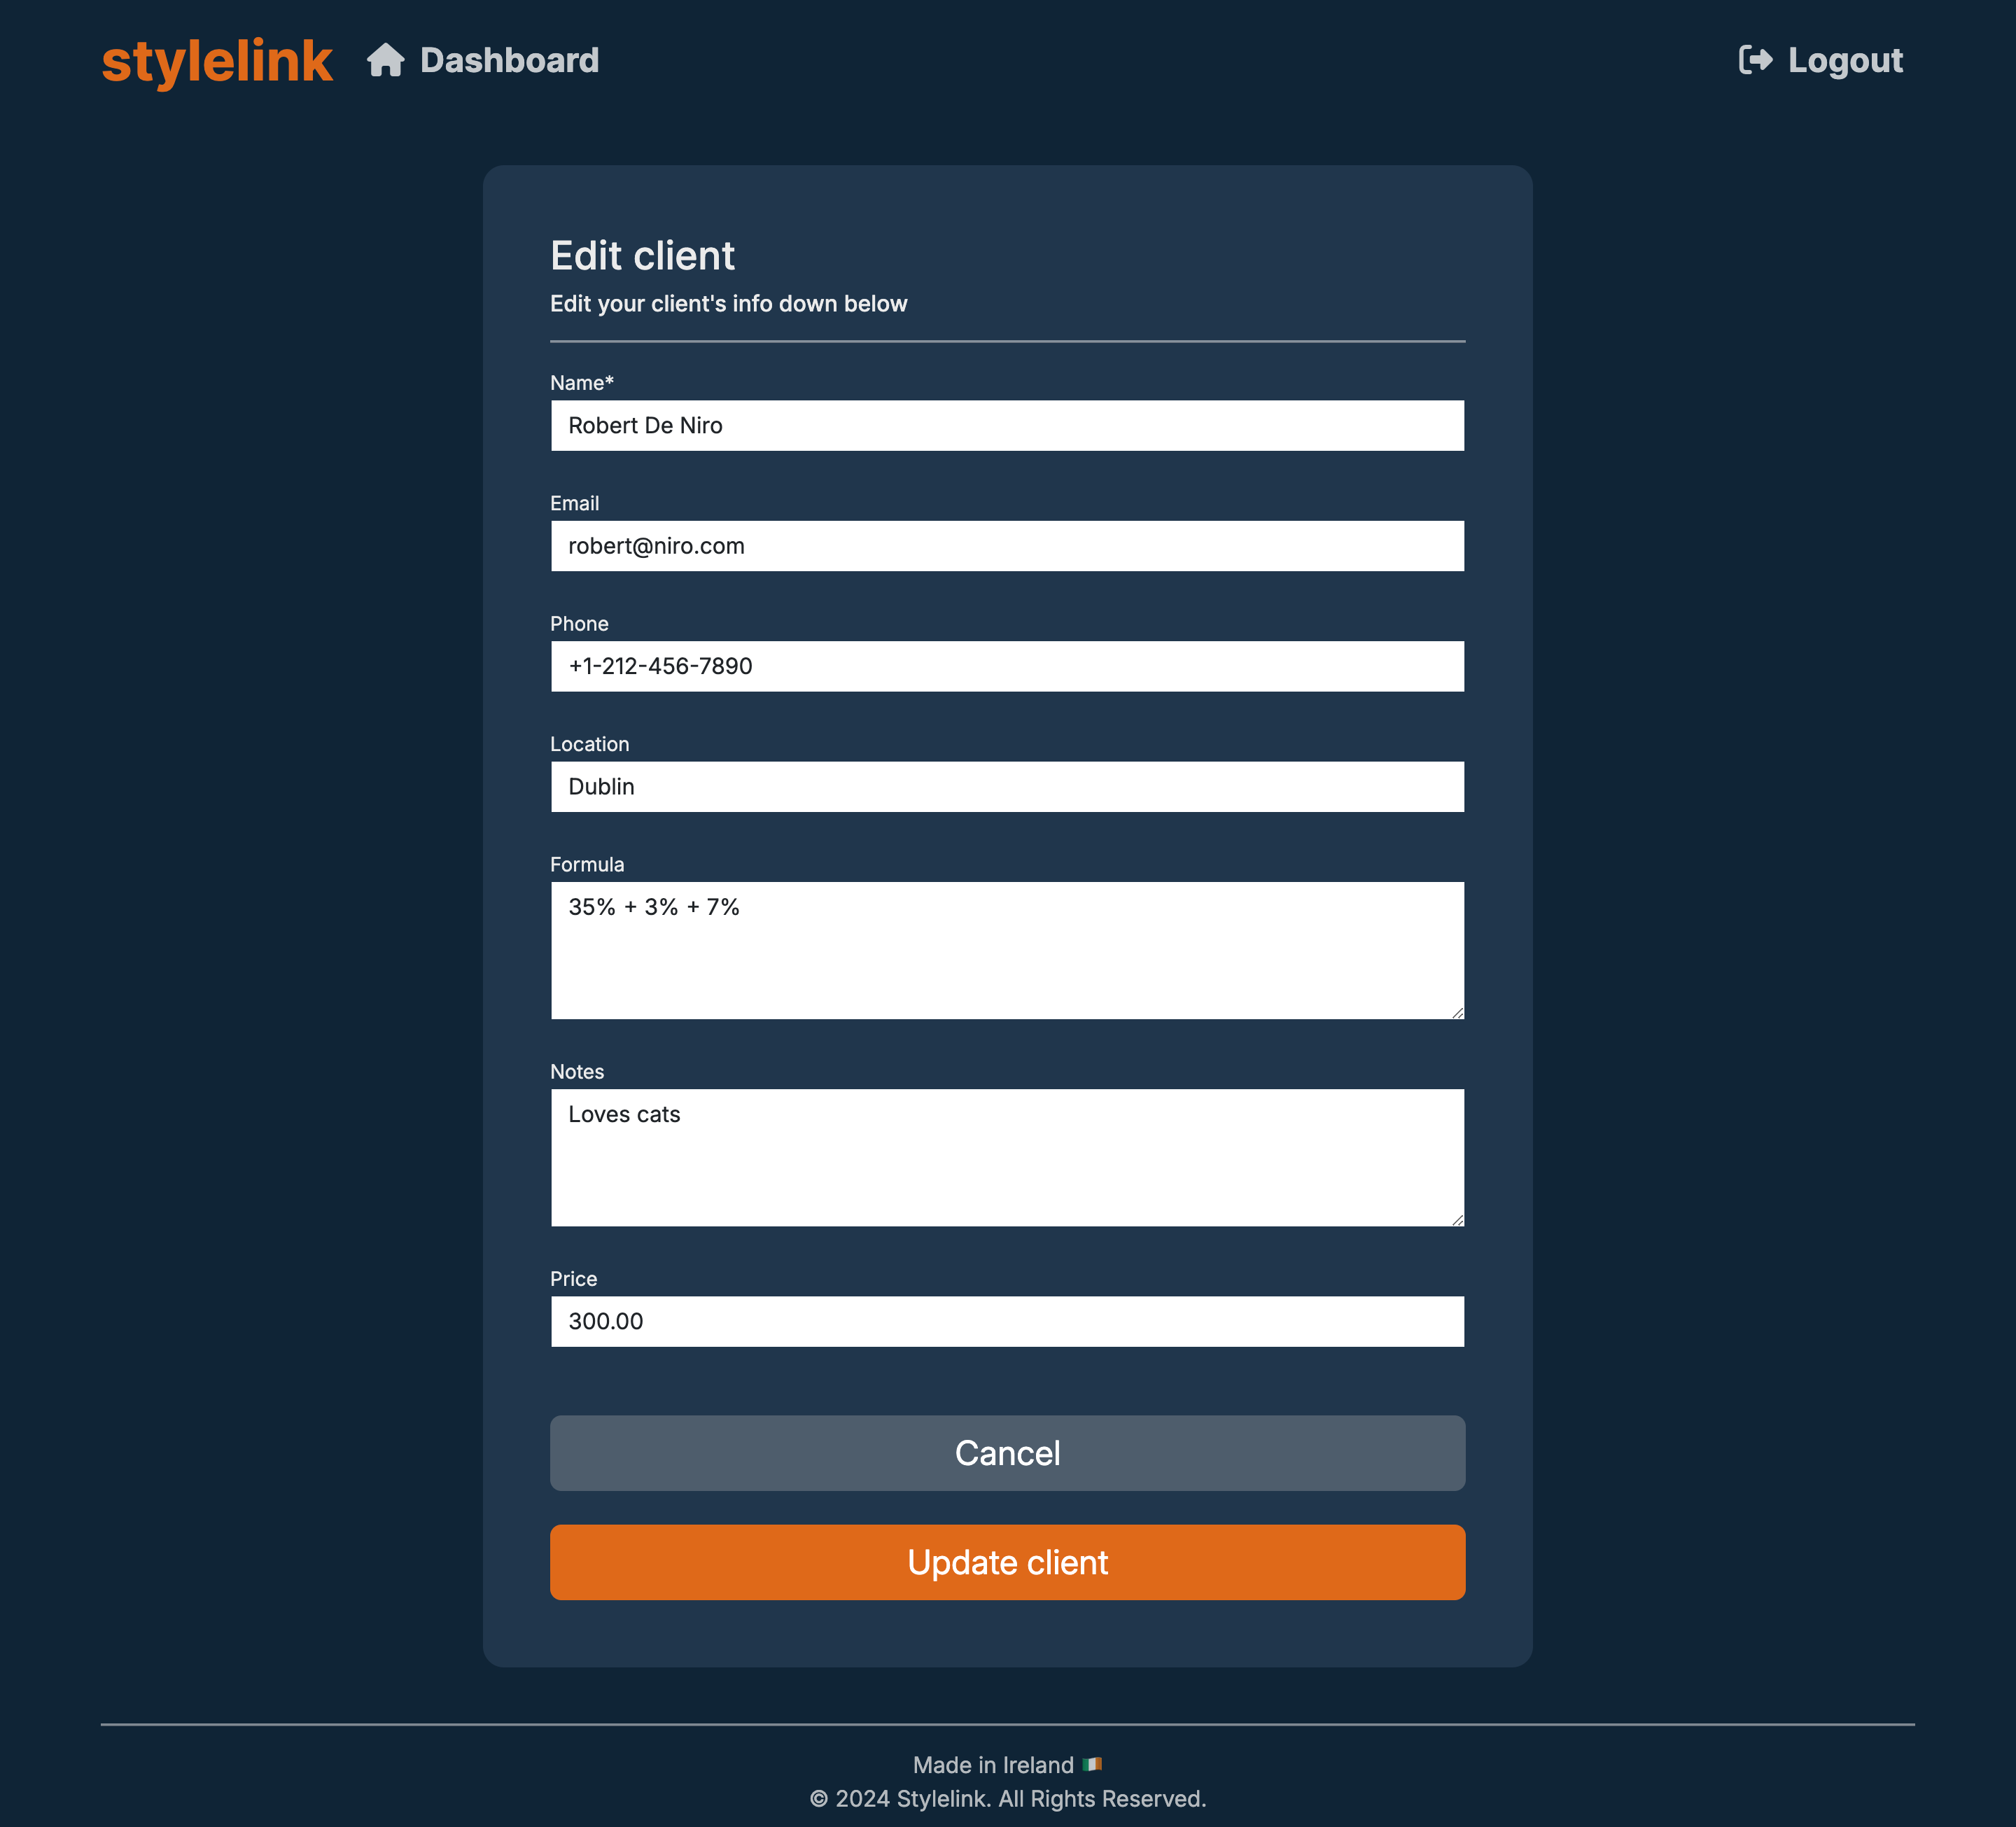 stylelink
Dashboard
Logout
Edit client
Edit your client's info down below
Name*
Robert De Niro
Email
robert@niro.com
Phone
+1-212-456-7890
Location
Dublin
Formula
35% + 3% + 7%
Notes
Loves cats
Price
300.00
Cancel
Update client
Made in Ireland 🇮🇪
© 2024 Stylelink. All Rights Reserved.